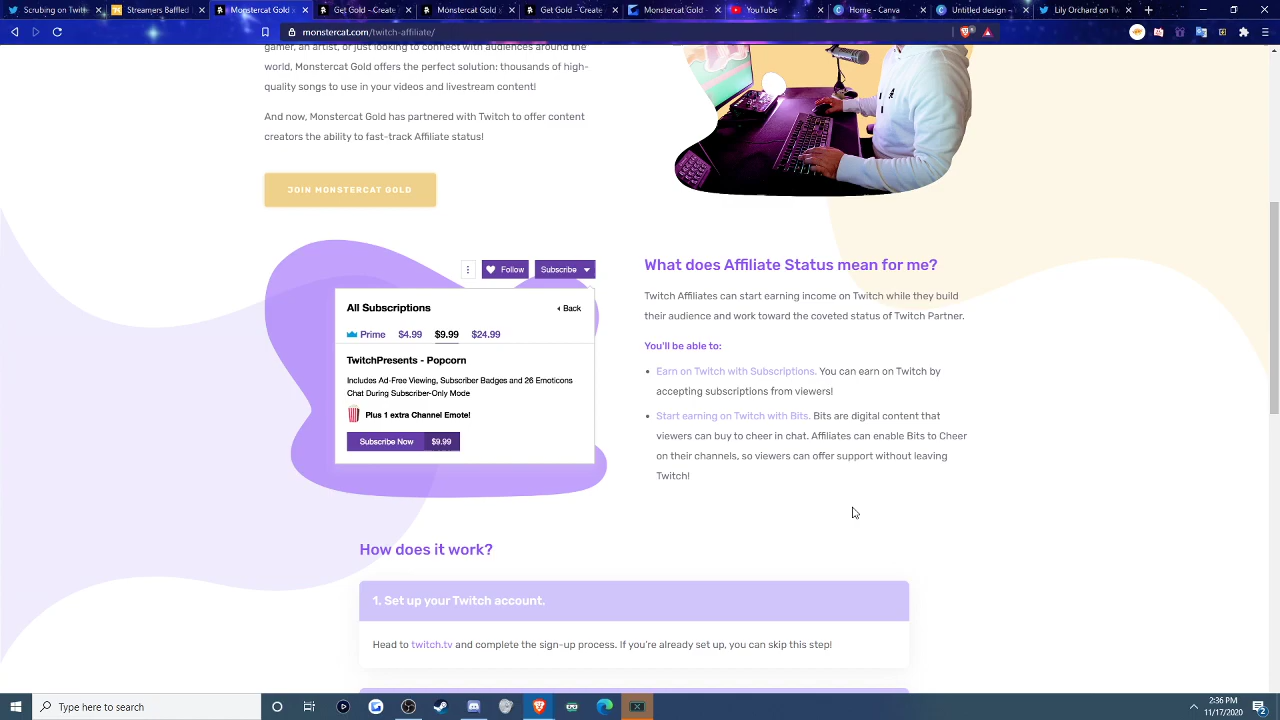 Scrubbing on Twitch
Streamers Baffled
Get Gold - Monste
Get Gold - Monste
Monstercat Gold -
Monstercat Gold
YouTube
Canva on T
Untitled design
Lily Orchard on Tw
monstercat.com/twitch-affiliate/
gamer, an artist, or just looking to connect with audiences around the
world, Monstercat Gold offers the perfect solution; thousands of high-
quality songs to use in your videos and livestream content!
And now, Monstercat Gold has partnered with Twitch to offer content
creators the ability to fast-track Affiliate status!
JOIN MONSTERCAT GOLD
Follow
Subscribe
All Subscriptions
Back
Prime $4.99 $9.99 $24.99
TwitchPresents - Popcorn
Includes Ad-Free Viewing, Subscriber Badges and 26 Emoticons
Chat During Subscriber-Only Mode
Plus 1 extra Channel Emote!
Subscribe Now $9.99
What does Affiliate Status mean for me?
Twitch Affiliates can start earning income on Twitch while they build
their audience and work toward the coveted status of Twitch Partner.
You'll be able to:
• Earn on Twitch with Subscriptions. You can earn on Twitch by
accepting subscriptions from viewers!
• Start earning on Twitch with Bits. Bits are digital content that
viewers can buy to cheer in chat. Affiliates can enable Bits to Cheer
on their channels, so viewers can offer support without leaving
Twitch!
How does it work?
1. Set up your Twitch account.
Head to twitch.tv and complete the sign-up process. If you're already set up, you can skip this step!
Type here to search
2:36 PM
11/17/2020